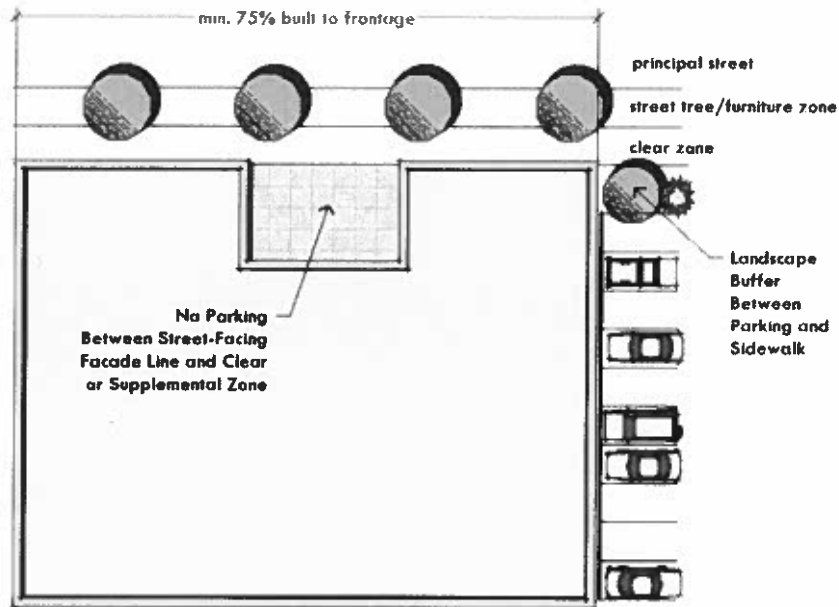 min. 75% built to frontage
principal street
street tree/furniture zone
clear zone
Landscape
Buffer
Between
Parking and
Sidewalk
No Parking
Between Street-Facing
Facade Line and Clear
or Supplemental Zone